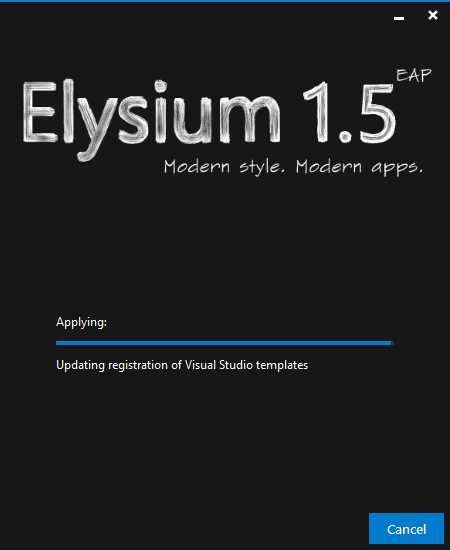 Elysium 1.5 EAP
Modern style. Modern apps.
Applying:
Updating registration of Visual Studio templates
Cancel